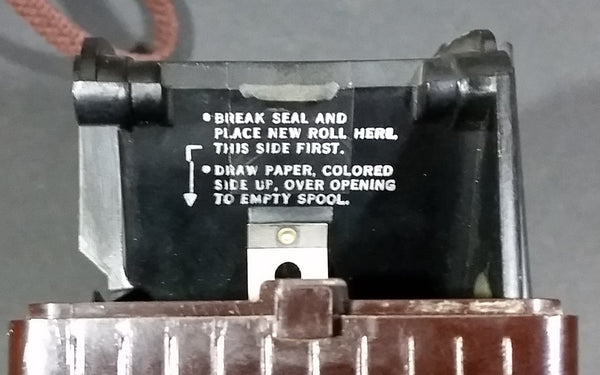 • BREAK SEAL AND
PLACE NEW ROLL HERE,
THIS SIDE FIRST.
• DRAW PAPER, COLORED
SIDE UP, OVER OPENING
TO EMPTY SPOOL.